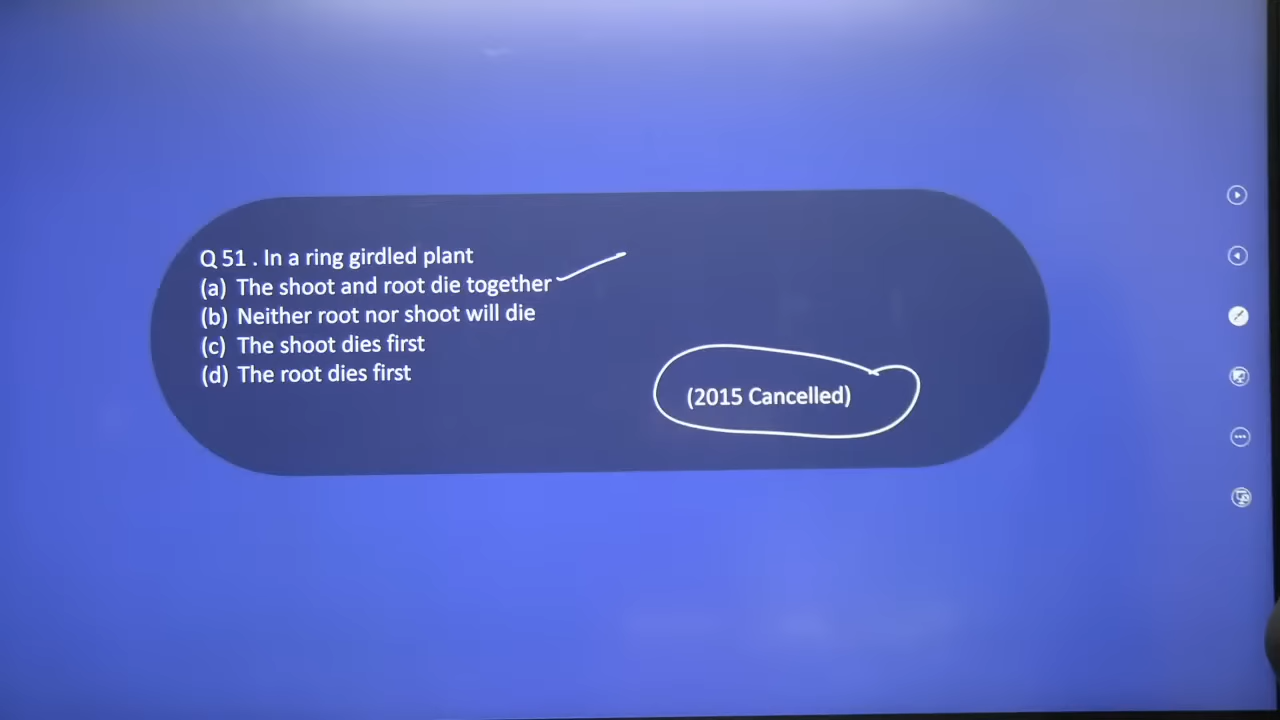 Q 51 . In a ring girdled plant
(a) The shoot and root die together
(b) Neither root nor shoot will die
(c) The shoot dies first
(d) The root dies first
(2015 Cancelled)